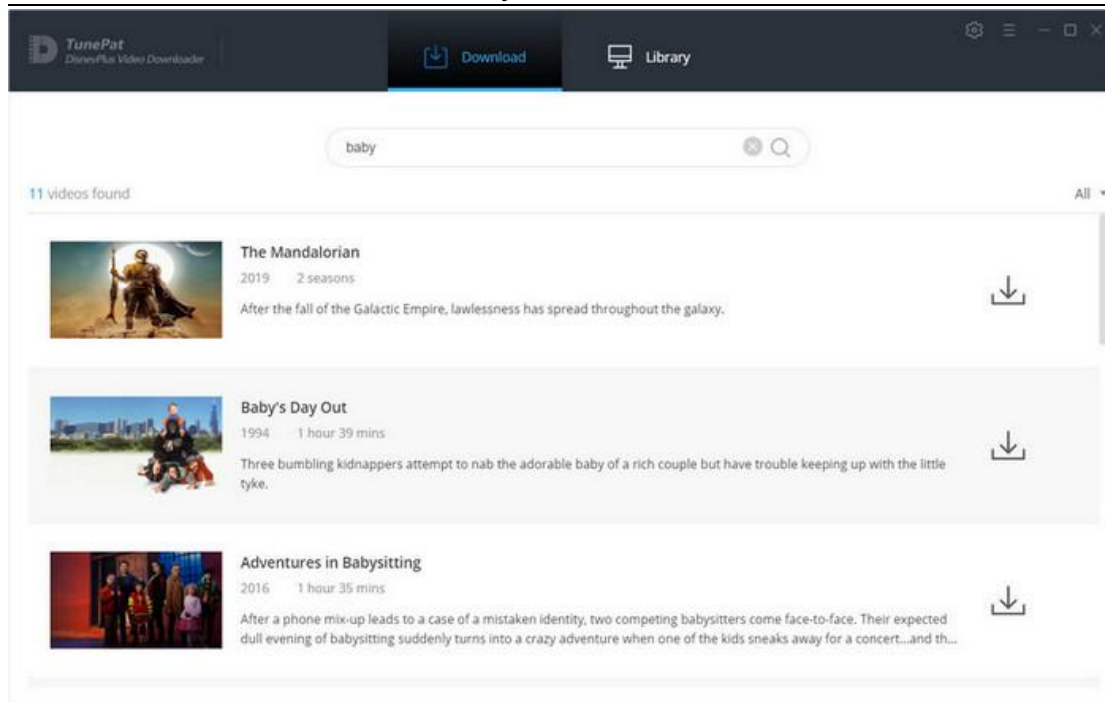 TunePat
DisneyPlus Video Downloader
Download
Library
baby
11 videos found
All
The Mandalorian
2019 2 seasons
After the fall of the Galactic Empire, lawlessness has spread throughout the galaxy.
Baby's Day Out
1994 1 hour 39 mins
Three bumbling kidnappers attempt to nab the adorable baby of a rich couple but have trouble keeping up with the little
tyke.
Adventures in Babysitting
2016 1 hour 35 mins
After a phone mix-up leads to a case of a mistaken identity, two competing babysitters come face-to-face. Their expected
dull evening of babysitting suddenly turns into a crazy adventure when one of the kids sneaks away for a concert...and th...